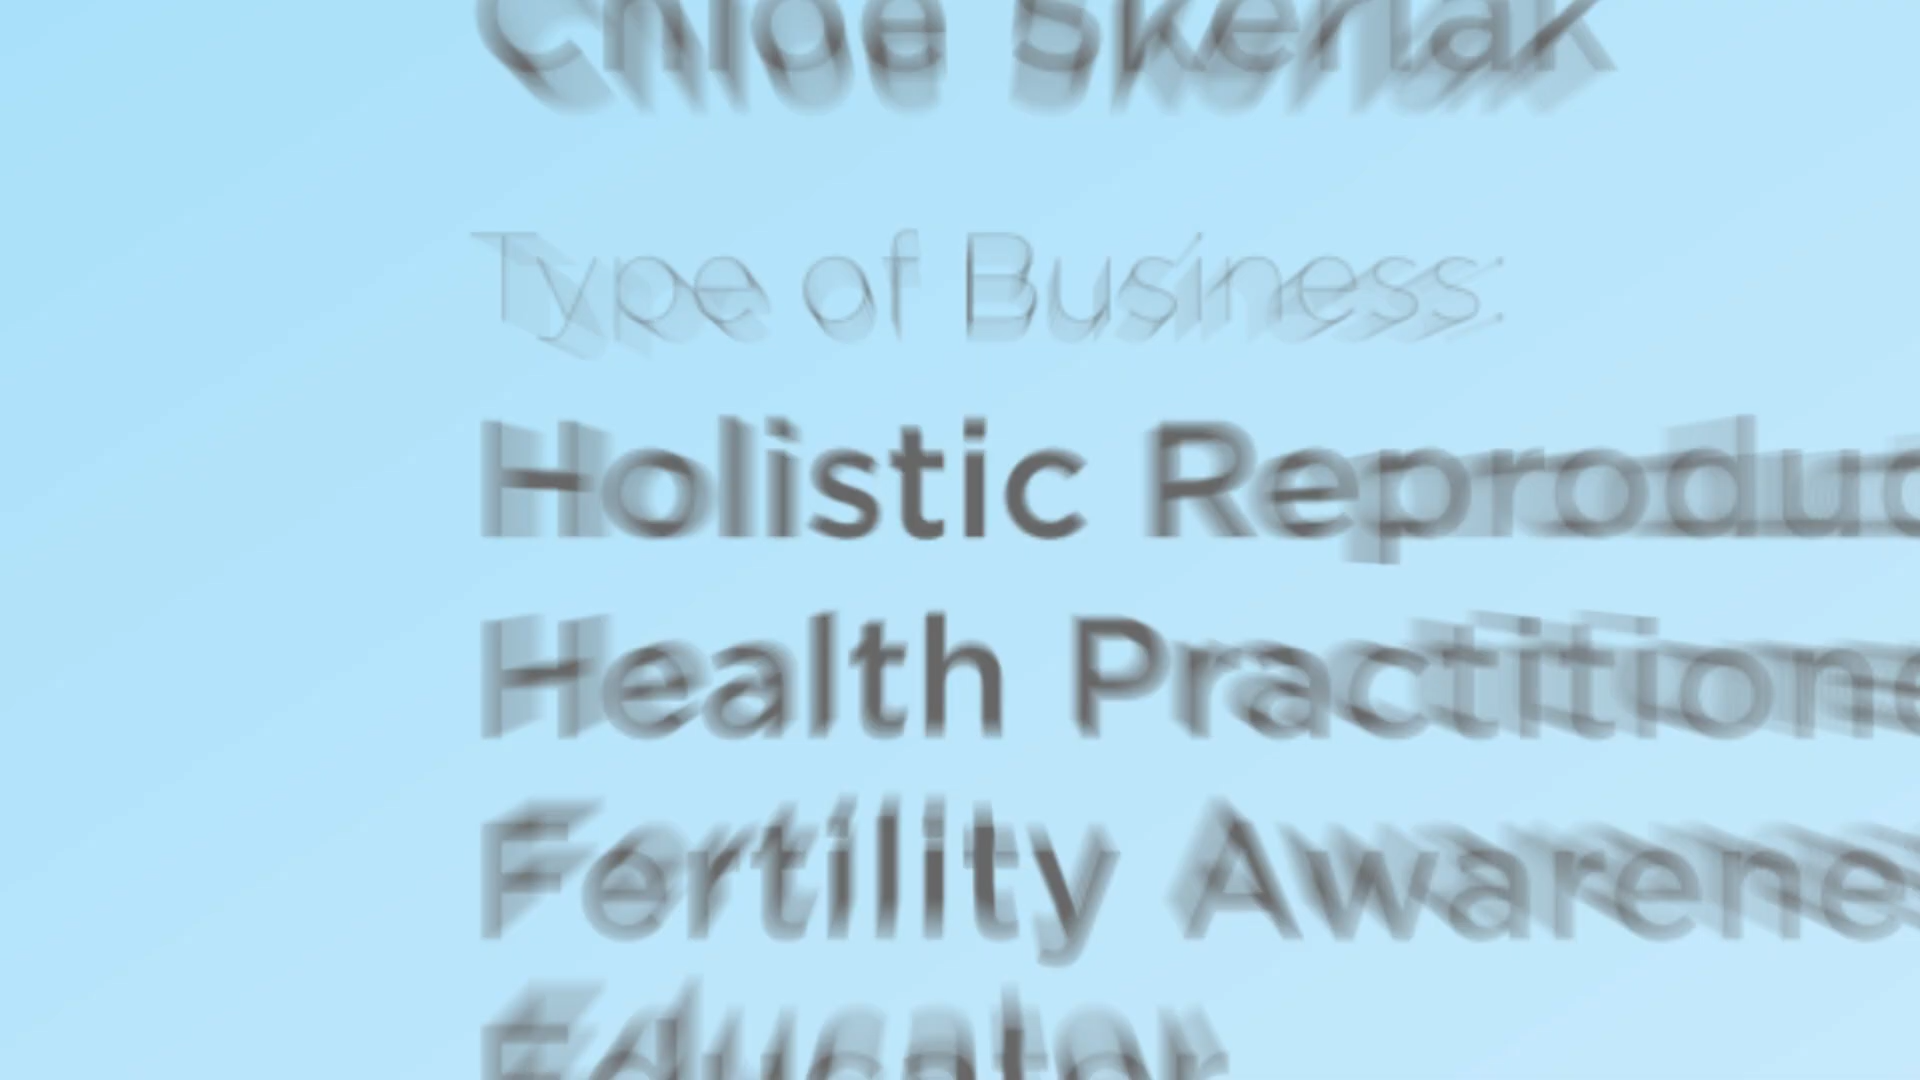 Chloe Skerlak
Type of Business:
Holistic Reproduc
Health Practitione
Fertility Awarene
Educator